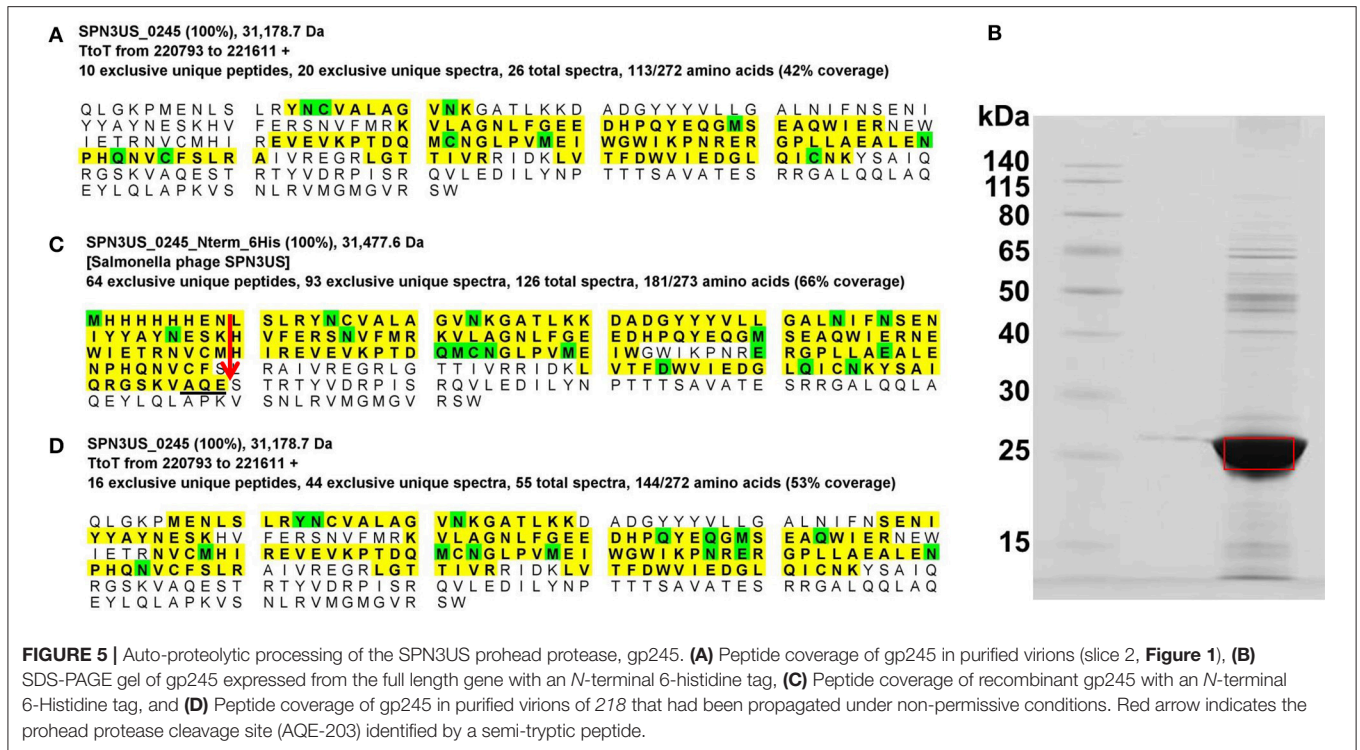 A SPN3US_0245 (100%), 31,178.7 Da
TtoT from 220793 to 221611 +
10 exclusive unique peptides, 20 exclusive unique spectra, 26 total spectra, 113/272 amino acids (42% coverage)
QLGKPMENLS LRYNCVALAG VNKGATLKKD ADGYYYVLLG ALNIFNSENI
YYAYNESKHV FERSNVFMRK VLAGNLFGEE DHPQYEQGMS EAQWIERNEW
IETRNVCMHI REVEVKPTDQ MCNGLPVMEI WGWIKPNRER GPLLAEALEN
PHQNVCFSLR AIVREGRLGT TIVRRIDKLV TFDWVIEDGL QICNKYSAIQ
RGSKVAQEST RTYVDRPISR QVLEDILYNP TTTSAVATES RRGALQQLAQ
EYLQLAPKVS NLRVMGMGVR SW
B
kDa
140
115
80
65
50
40
30
25
15
C SPN3US_0245_Nterm_6His (100%), 31,477.6 Da
[Salmonella phage SPN3US]
64 exclusive unique peptides, 93 exclusive unique spectra, 126 total spectra, 181/273 amino acids (66% coverage)
MHHHHHHENL SLRYNCVALA GVNKGATLKK DADGYYYVLL GALNIFNSEN
IYYAYNESKH VFERSNVFMR KVLAGNLFGE EDHPQYEQGM SEAQWIERNE
WIETRNVCMH IREVEVKPTD QMCNGLPVME IWGWIKPNRE RGPLLAEALE
NPHQNVCFS RAIVREGRLG TTIVRRIDKL VTFDWVIEDG LQICNKYSAI
QRGSKVAQES TRTYVDRPIS RQVLEDILYN PTTTSAVATE SRRGALQQLA
QEYLQLAPKV SNLRVMGMGV RSW
D SPN3US_0245 (100%), 31,178.7 Da
TtoT from 220793 to 221611 +
16 exclusive unique peptides, 44 exclusive unique spectra, 55 total spectra, 144/272 amino acids (53% coverage)
QLGKPMENLS LRYNCVALAG VNKGATLKKD ADGYYYVLLG ALNIFNSENI
YYAYNESKHV FERSNVFMRK VLAGNLFGEE DHPQYEQGMS EAQWIERNEW
IETRNVCMHI REVEVKPTDQ MCNGLPVMEI WGWIKPNRER GPLLAEALEN
PHQNVCFSLR AIVREGRLGT TIVRRIDKLV TFDWVIEDGL QICNKYSAIQ
RGSKVAQEST RTYVDRPISR QVLEDILYNP TTTSAVATES RRGALQQLAQ
EYLQLAPKVS NLRVMGMGVR SW
FIGURE 5 | Auto-proteolytic processing of the SPN3US prohead protease, gp245. (A) Peptide coverage of gp245 in purified virions (slice 2, Figure 1), (B)
SDS-PAGE gel of gp245 expressed from the full length gene with an N-terminal 6-histidine tag, (C) Peptide coverage of recombinant gp245 with an N-terminal
6-Histidine tag, and (D) Peptide coverage of gp245 in purified virions of 218 that had been propagated under non-permissive conditions. Red arrow indicates the
prohead protease cleavage site (AQE-203) identified by a semi-tryptic peptide.